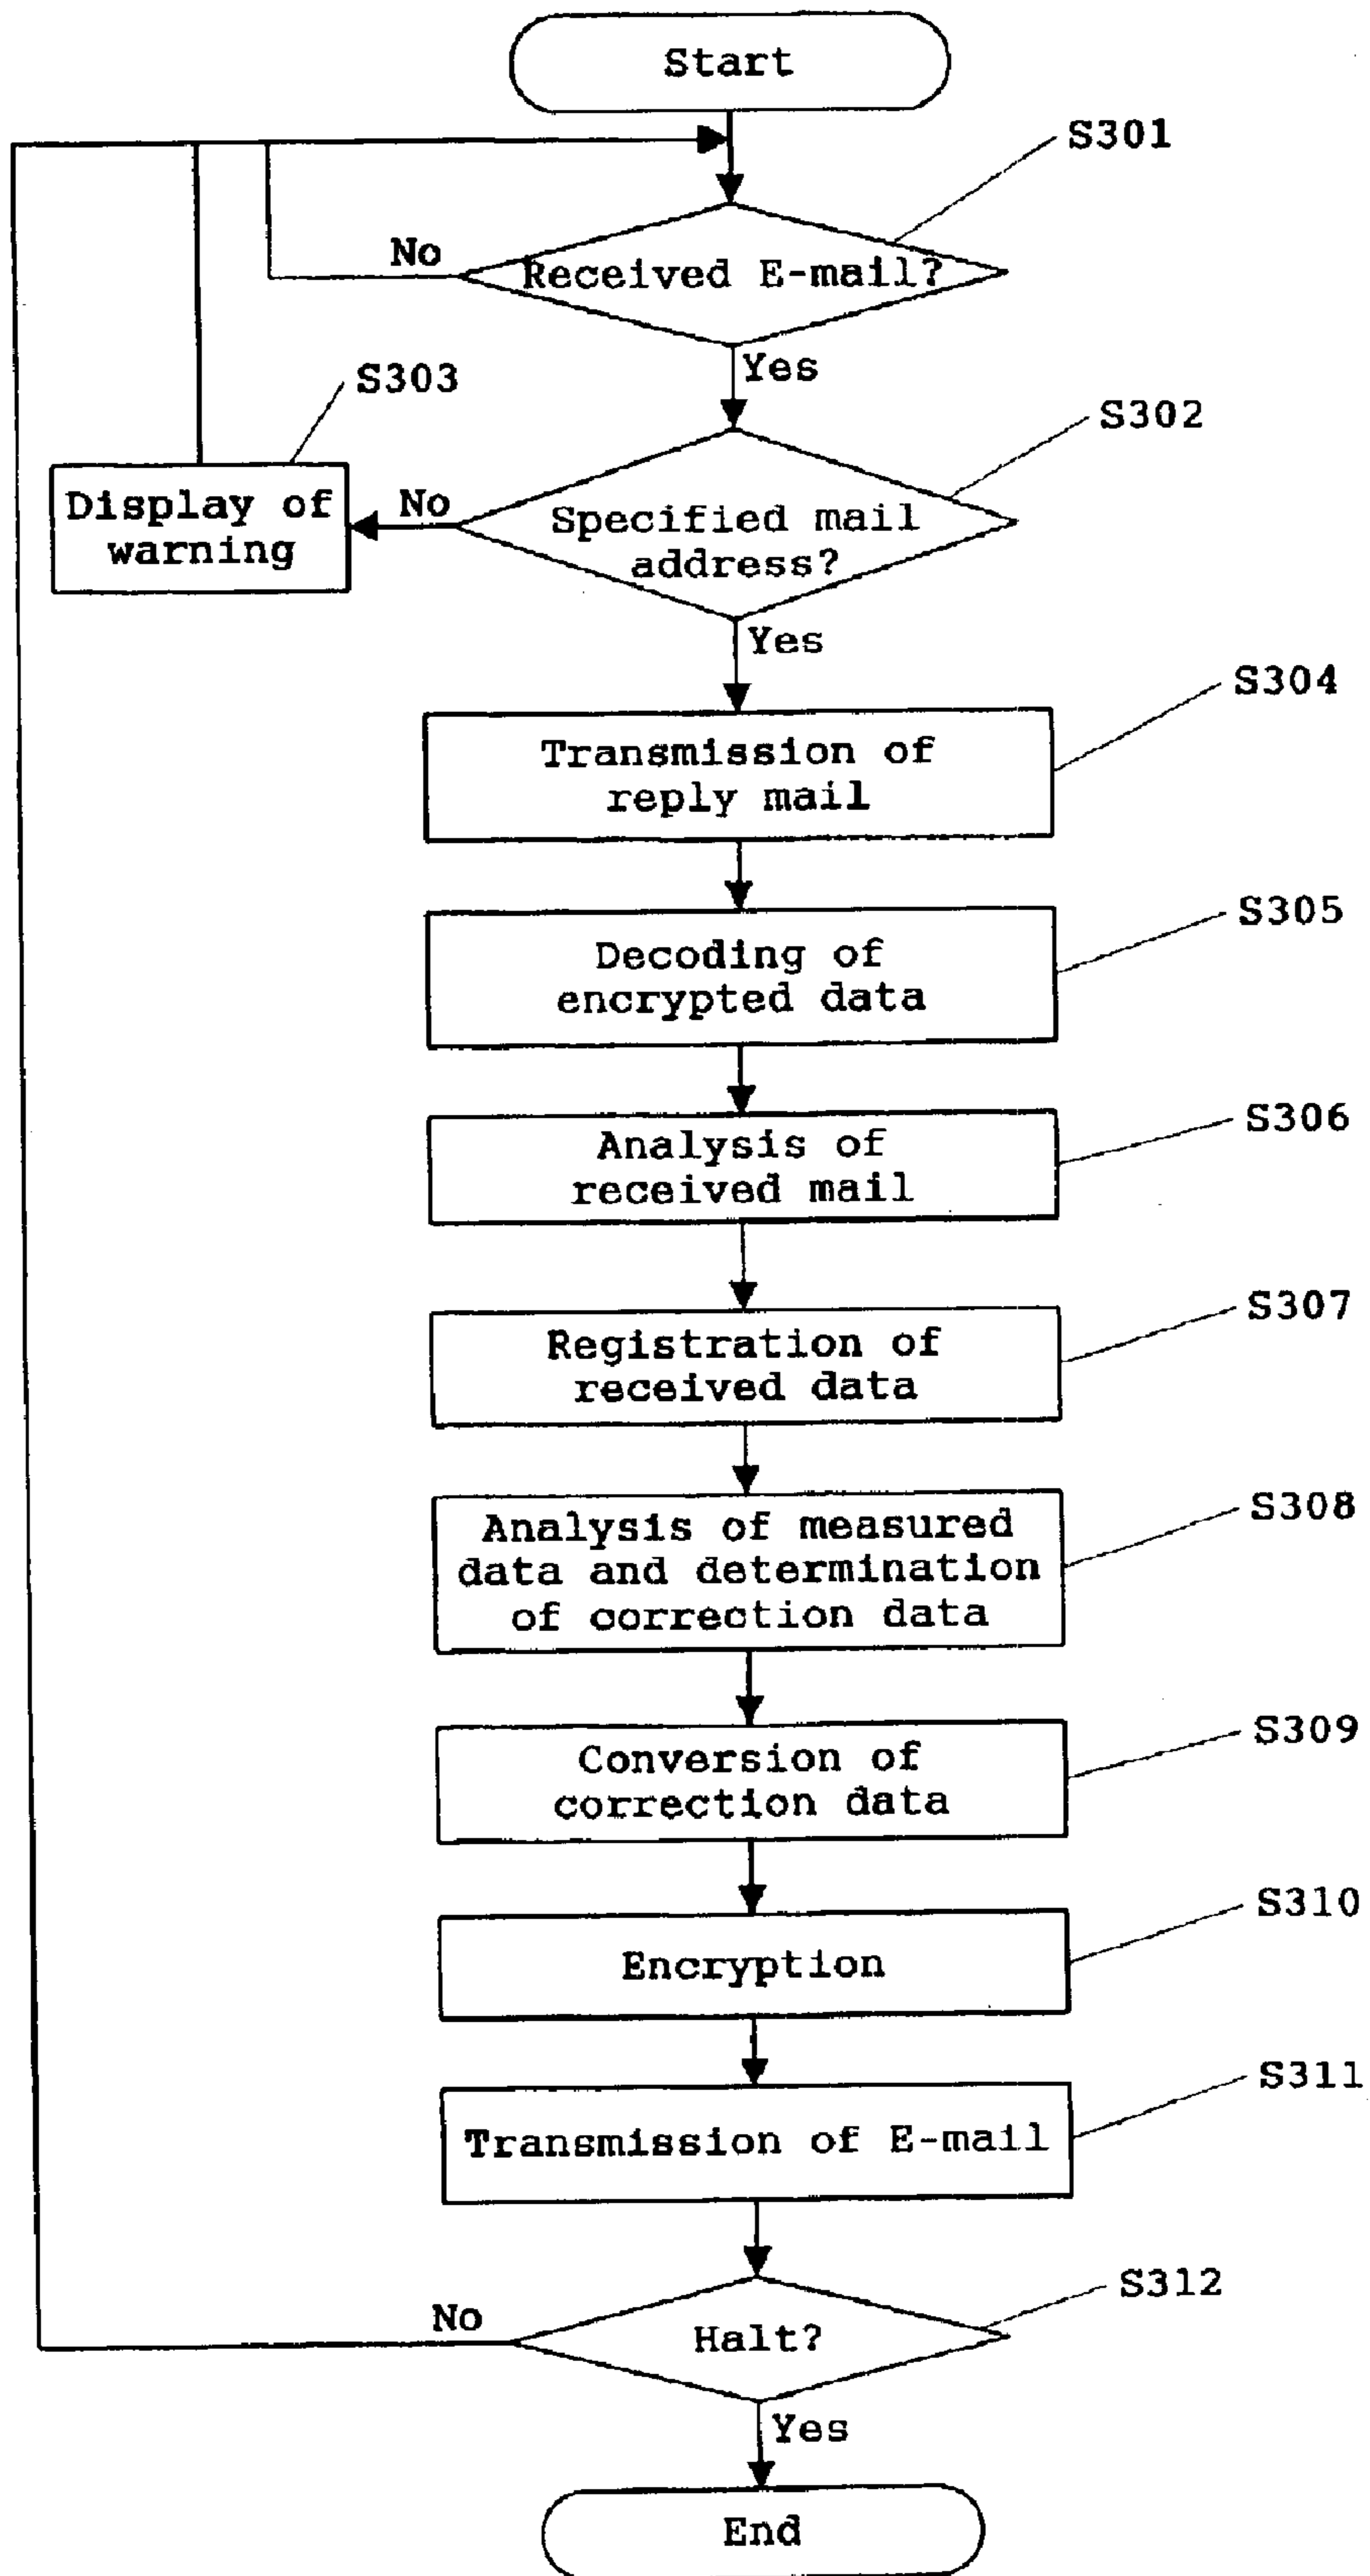 Start
S301
No
Received E-mail?
Yes
S303
S302
Display of
warning
No
Specified mail
address?
Yes
S304
Transmission of
reply mail
S305
Decoding of
encrypted data
S306
Analysis of
received mail
S307
Registration of
received data
S308
Analysis of measured
data and determination
of correction data
S309
Conversion of
correction data
S310
Encryption
S311
Transmission of E-mail
S312
No
Halt?
Yes
End